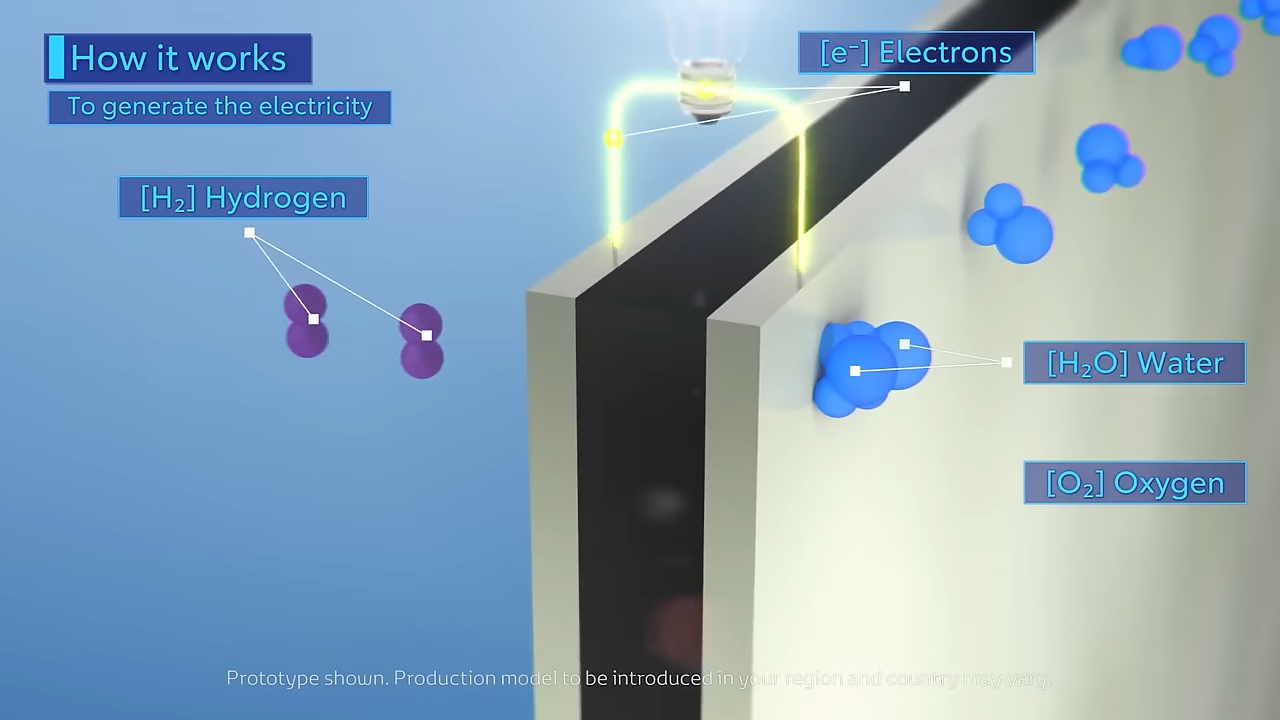 How it works
To generate the electricity
[e⁻] Electrons
[H₂] Hydrogen
[H₂O] Water
[O₂] Oxygen
Prototype shown. Production model to be introduced in your region and country may vary.